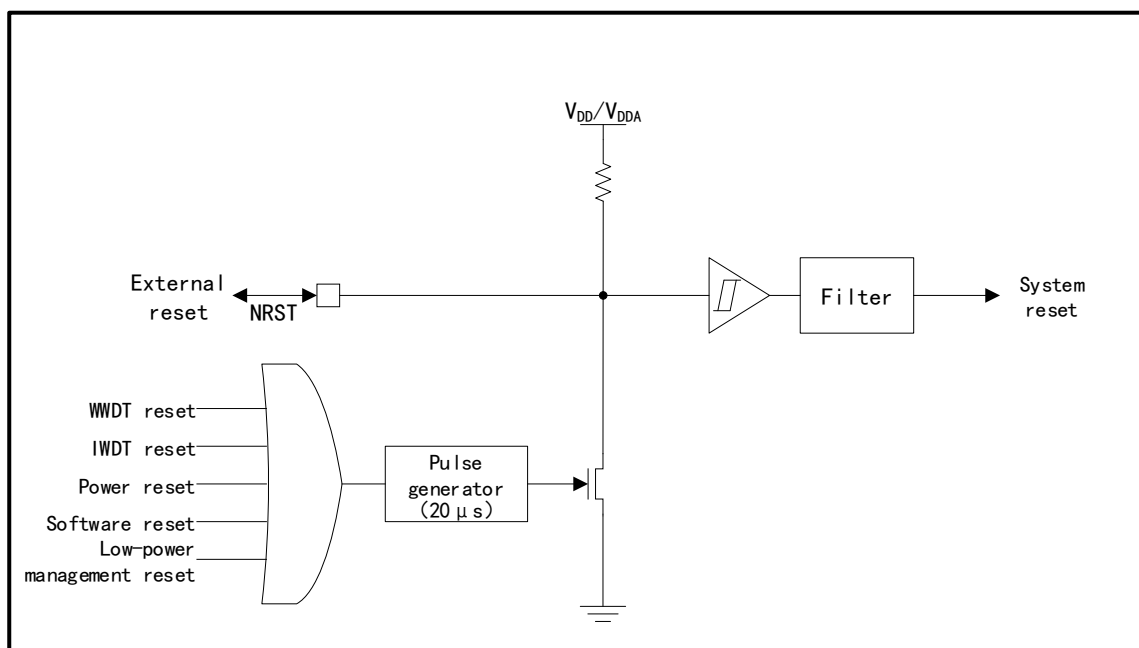 VDD/VDDA
External
reset
NRST
Filter
System
reset
WWDT reset
IWDT reset
Power reset
Software reset
Low-power
management reset
Pulse
generator
(20μs)